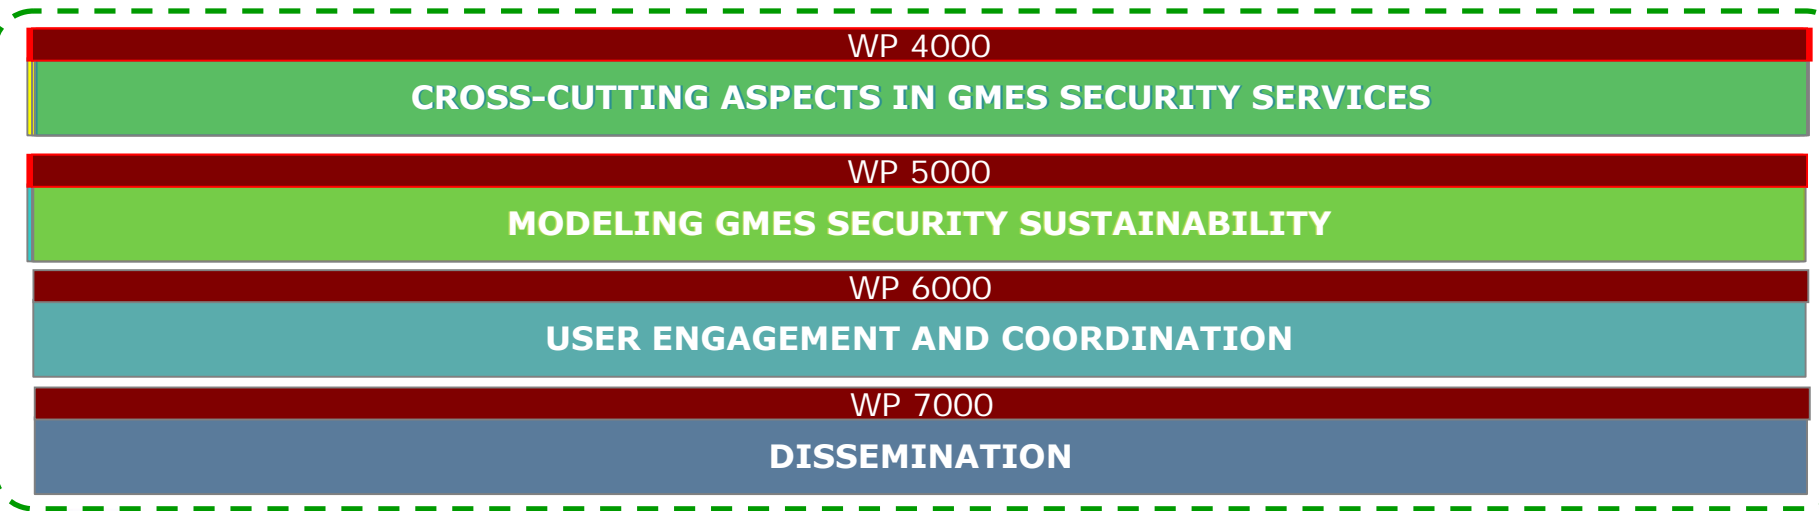 WP 4000
CROSS-CUTTING ASPECTS IN GMES SECURITY SERVICES
WP 5000
MODELING GMES SECURITY SUSTAINABILITY
WP 6000
USER ENGAGEMENT AND COORDINATION
WP 7000
DISSEMINATION